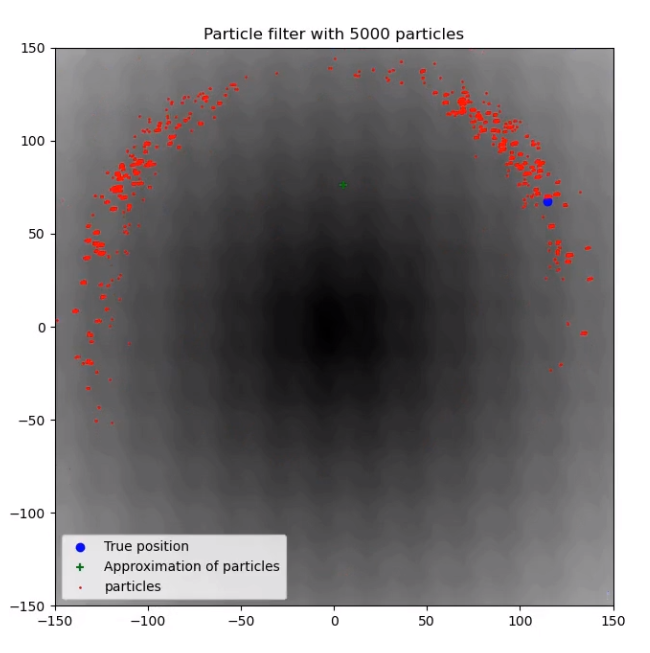 Particle filter with 5000 particles
150
100
50
0
−50
−100
−150
True position
Approximation of particles
particles
−150 −100 −50 0 50 100 150